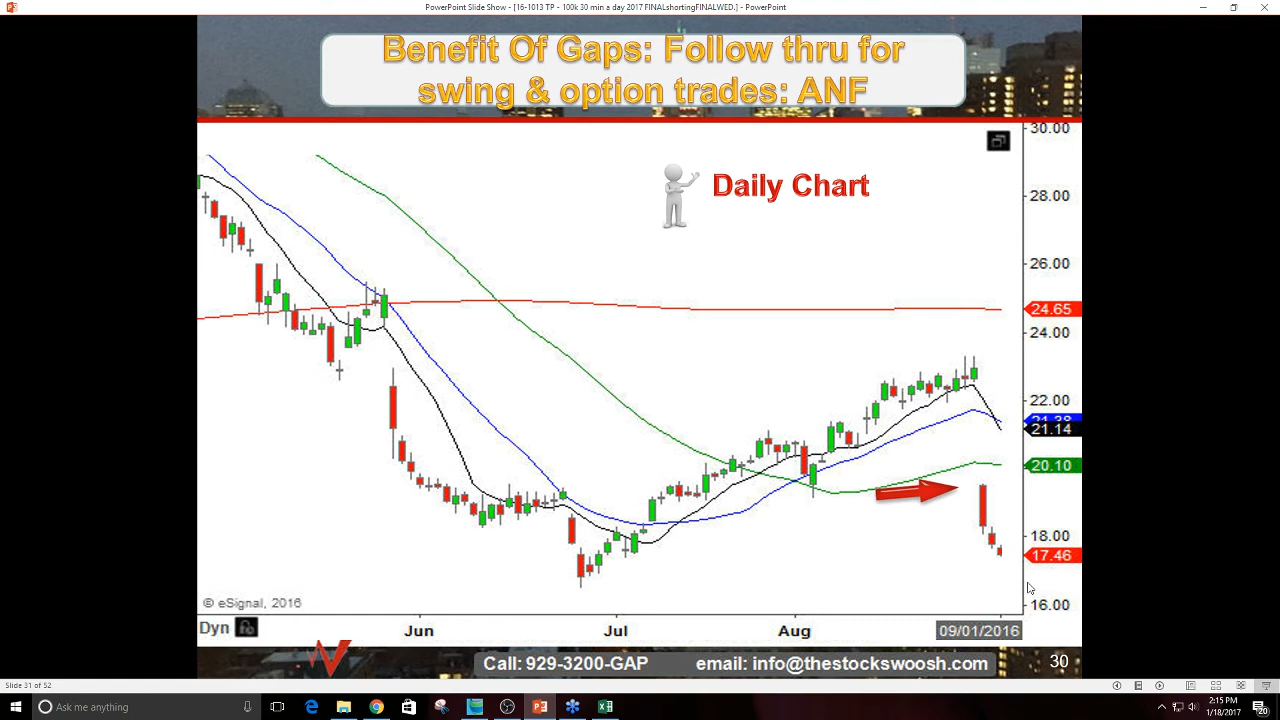 PowerPoint Slide Show - [16-1013 TP - 100k 30 min a day 2017 FINALshortingFINALWED.] - PowerPoint
Benefit Of Gaps: Follow thru for
swing & option trades: ANF
Daily Chart
30.00
28.00
26.00
24.65
24.00
22.00
21.38
21.14
20.10
18.00
17.46
16.00
© eSignal, 2016
Dyn
Jun
Jul
Aug
09/01/2016
Call: 929-3200-GAP
email: info@thestockswoosh.com
30
Slide 31 of 52
Ask me anything
2:15 PM
1/18/2017
20